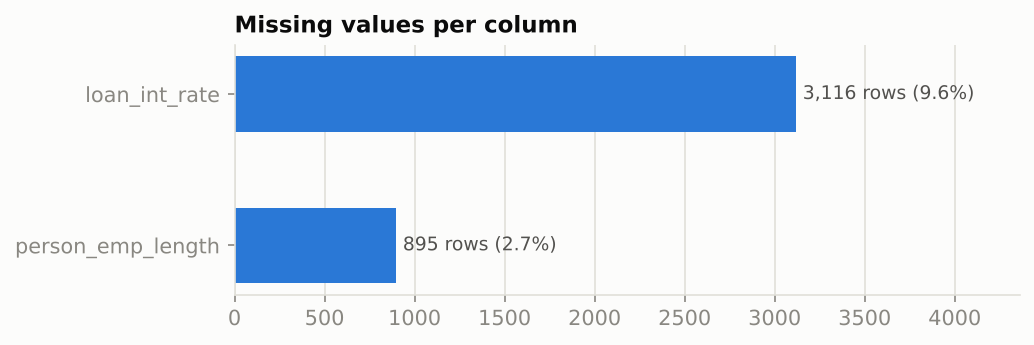 Missing values per column
loan_int_rate
3,116 rows (9.6%)
person_emp_length
895 rows (2.7%)
0 500 1000 1500 2000 2500 3000 3500 4000